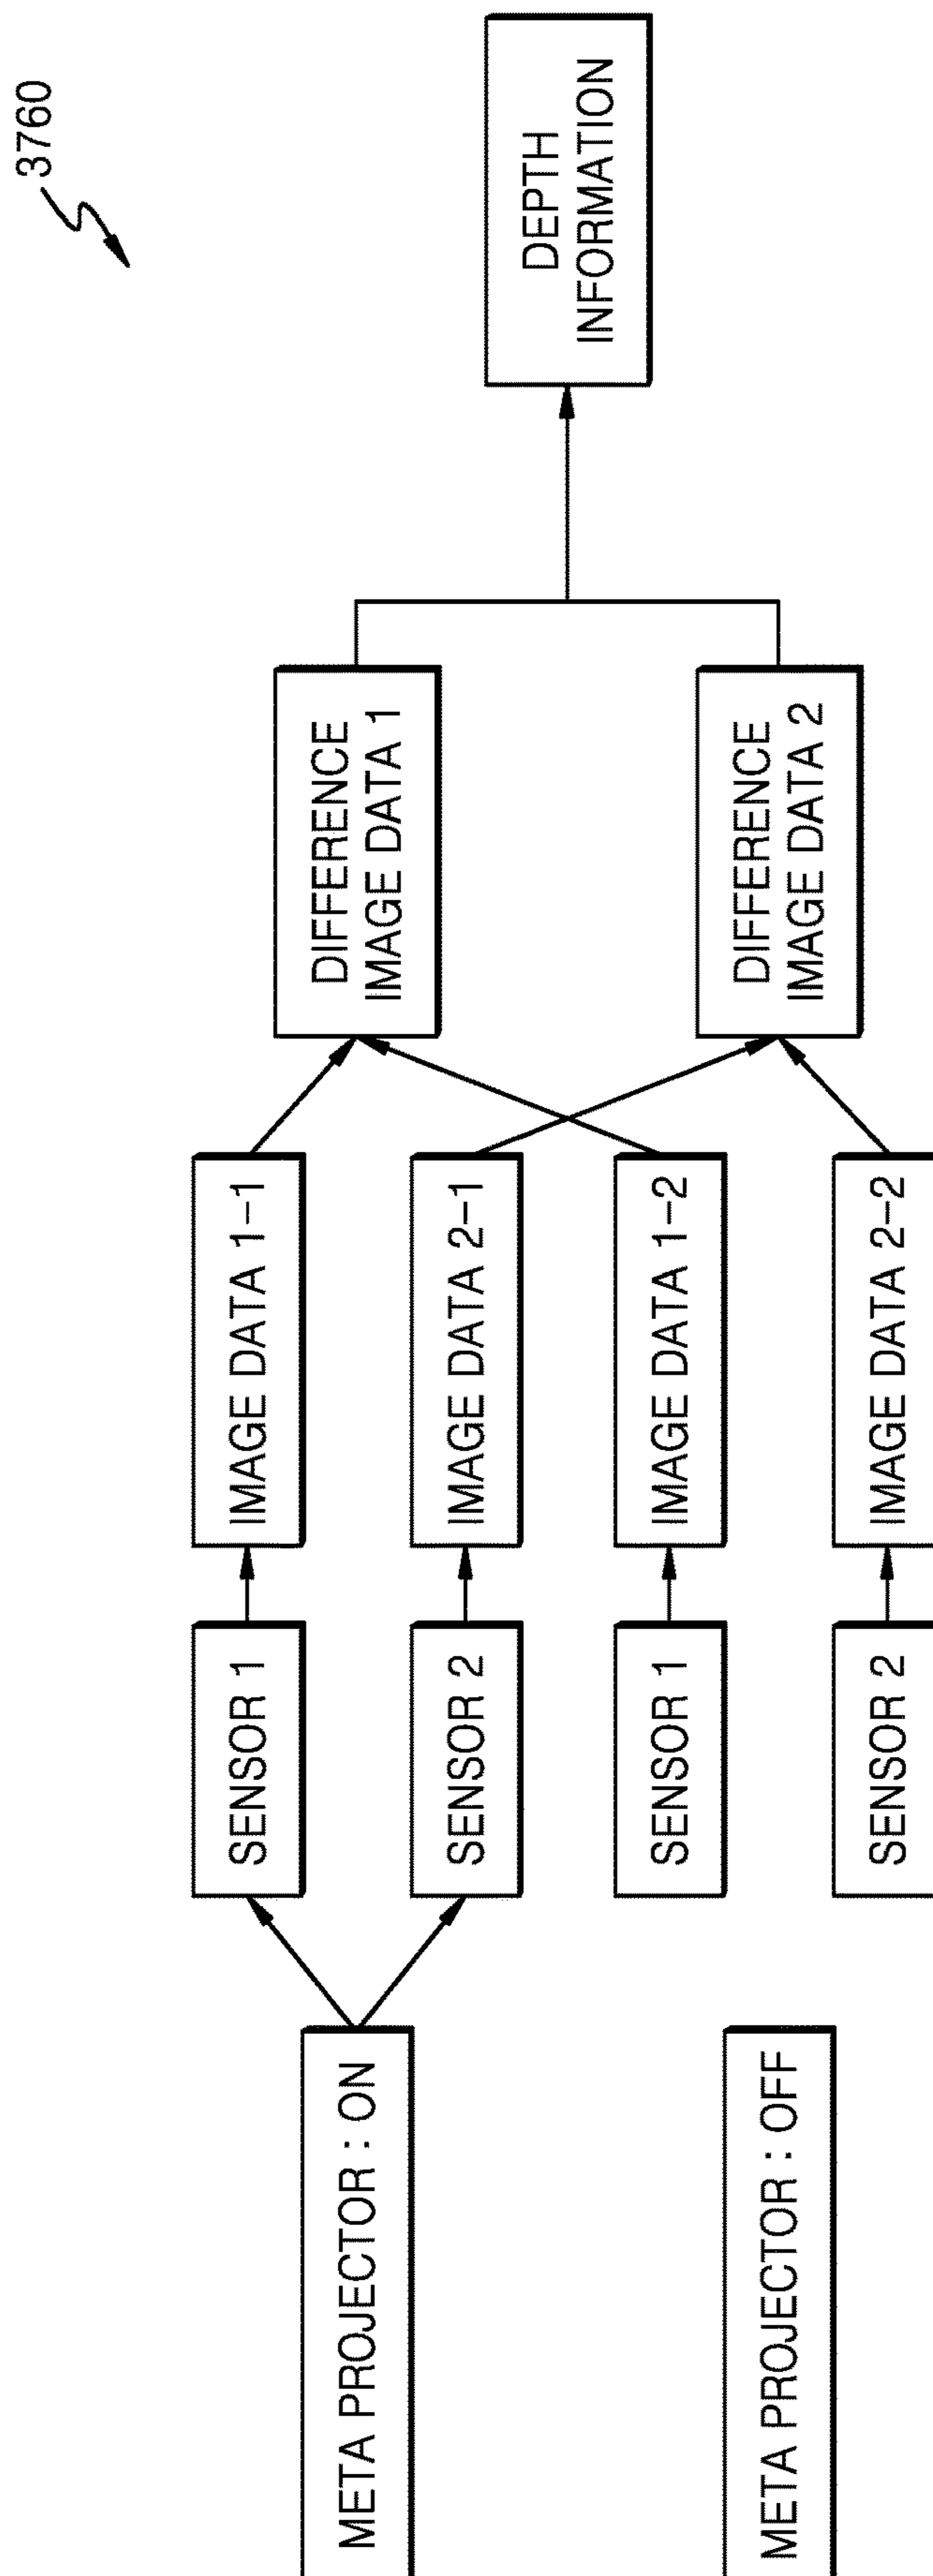 3760
META PROJECTOR : ON
META PROJECTOR : OFF
SENSOR 1
SENSOR 2
SENSOR 1
SENSOR 2
IMAGE DATA 1-1
IMAGE DATA 2-1
IMAGE DATA 1-2
IMAGE DATA 2-2
DIFFERENCE
IMAGE DATA 1
DIFFERENCE
IMAGE DATA 2
DEPTH
INFORMATION